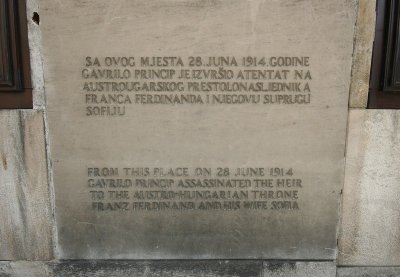 SA OVOG MJESTA 28. JUNA 1914. GODINE
GAVRILO PRINCIP JE IZVRŠIO ATENTAT NA
AUSTROUGARSKOG PRESTOLONASLJEDNIKA
FRANCA FERDINANDA I NJEGOVU SUPRUGU
SOFIJU
FROM THIS PLACE ON 28 JUNE 1914
GAVRILO PRINCIP ASSASSINATED THE HEIR
TO THE AUSTRO-HUNGARIAN THRONE
FRANZ FERDINAND AND HIS WIFE SOFIA